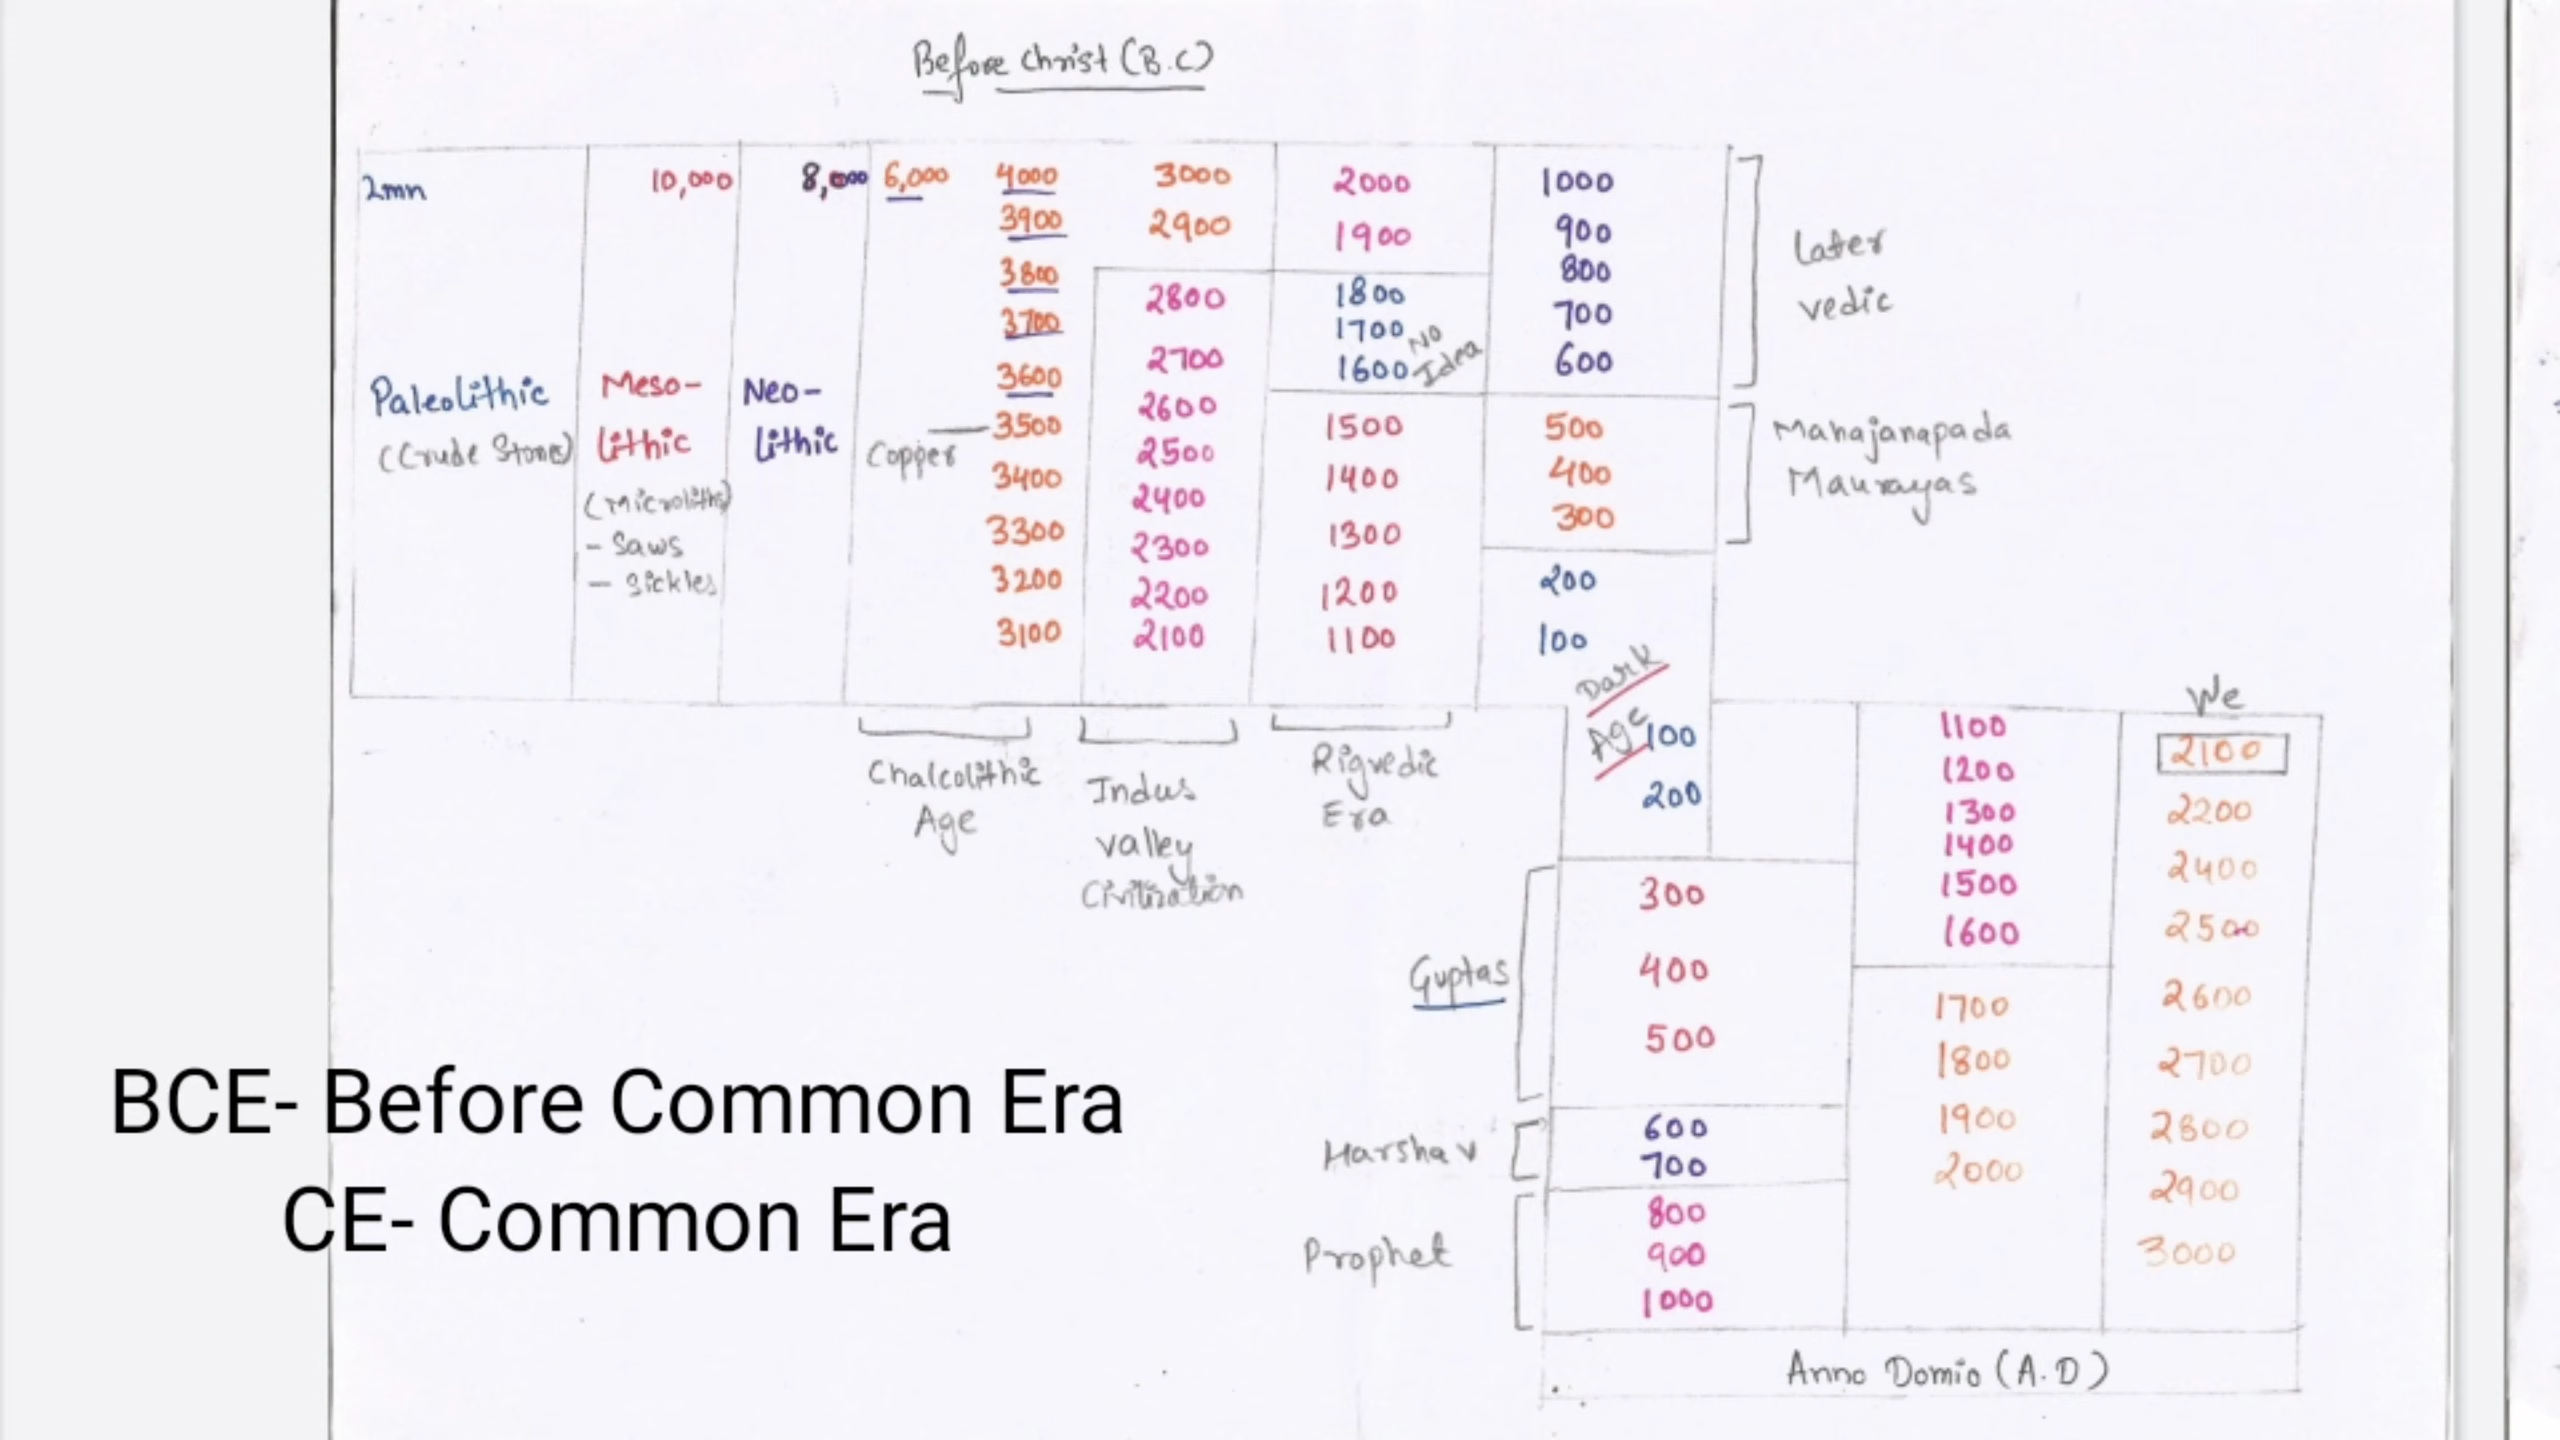 Before Christ (B.C)
2mn
Paleolithic
(Crude Stone)
10,000
Meso-
lithic
(Microliths)
- Saws
- Sickles
8,000
Neo-
lithic
6,000
Copper
4000
3900
3800
3700
3600
3500
3400
3300
3200
3100
Chalcolithic
Age
3000
2900
2800
2700
2600
2500
2400
2300
2200
2100
Indus
valley
Civilization
2000
1900
1800
1700
1600
NO
Idea
1500
1400
1300
1200
1100
Rigvedic
Era
1000
900
800
700
600
Later
vedic
500
400
300
Mahajanapada
Maurayas
200
100
Dark
Age
100
200
300
400
500
Guptas
600
700
Harsha v
800
900
1000
Prophet
1100
1200
1300
1400
1500
1600
1700
1800
1900
2000
We
2100
2200
2400
2500
2600
2700
2800
2900
3000
Anno Domio (A.D)
BCE- Before Common Era
CE- Common Era